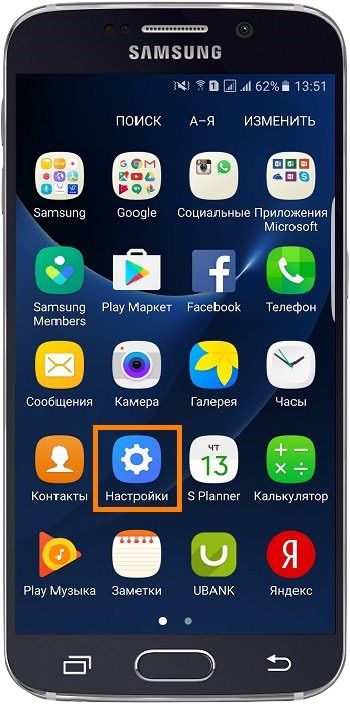 SAMSUNG
1 62% 13:51
ПОИСК А-Я ИЗМЕНИТЬ
Samsung Google Социальные Приложения
Microsoft
Samsung Play Маркет Facebook Телефон
Members
Сообщения Камера Галерея Часы
ЧТ
13
Контакты Настройки S Planner Калькулятор
Я
Play Музыка Заметки UBANK Яндекс